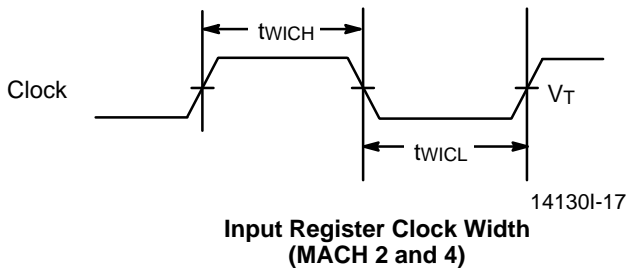 tWICH
Clock
VT
tWICL
14130I-17
Input Register Clock Width
(MACH 2 and 4)